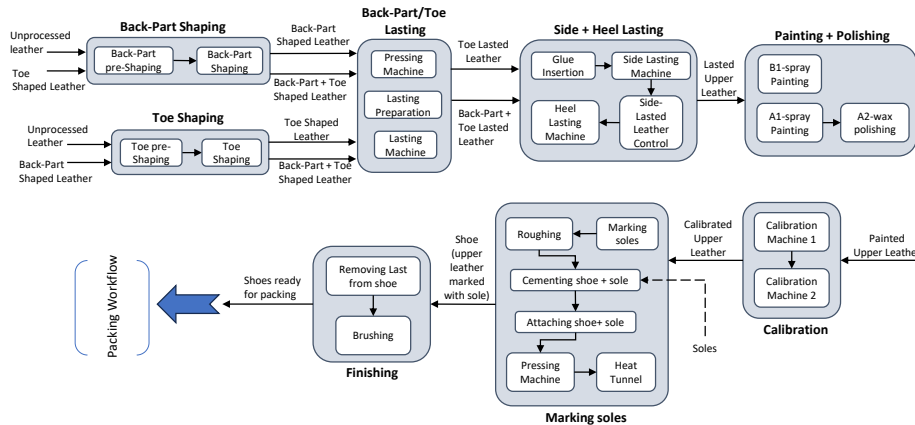 Back-Part Shaping
Unprocessed
leather
Toe
Shaped Leather
Back-Part
pre-Shaping
Back-Part
Shaping
Back-Part
Shaped Leather
Back-Part + Toe
Shaped Leather
Toe Shaping
Unprocessed
Leather
Back-Part
Shaped Leather
Toe pre-
Shaping
Toe
Shaping
Toe Shaped
Leather
Back-Part + Toe
Shaped Leather
Back-Part/Toe
Lasting
Pressing
Machine
Lasting
Preparation
Lasting
Machine
Toe Lasted
Leather
Back-Part +
Toe Lasted
Leather
Side + Heel Lasting
Glue
Insertion
Side Lasting
Machine
Heel
Lasting
Machine
Side-
Lasted
Leather
Control
Lasted
Upper
Leather
Painting + Polishing
B1-spray
Painting
A1-spray
Painting
A2-wax
polishing
Painted
Upper Leathe
Calibration
Machine 1
Calibration
Machine 2
Calibration
Calibrated
Upper
Leather
Roughing
Marking
soles
Cementing shoe + sole
Attaching shoe+ sole
Pressing
Machine
Heat
Tunnel
Soles
Marking soles
Shoe
(upper
leather
marked
with sole)
Removing Last
from shoe
Brushing
Finishing
Shoes ready
for packing
Packing Workflow